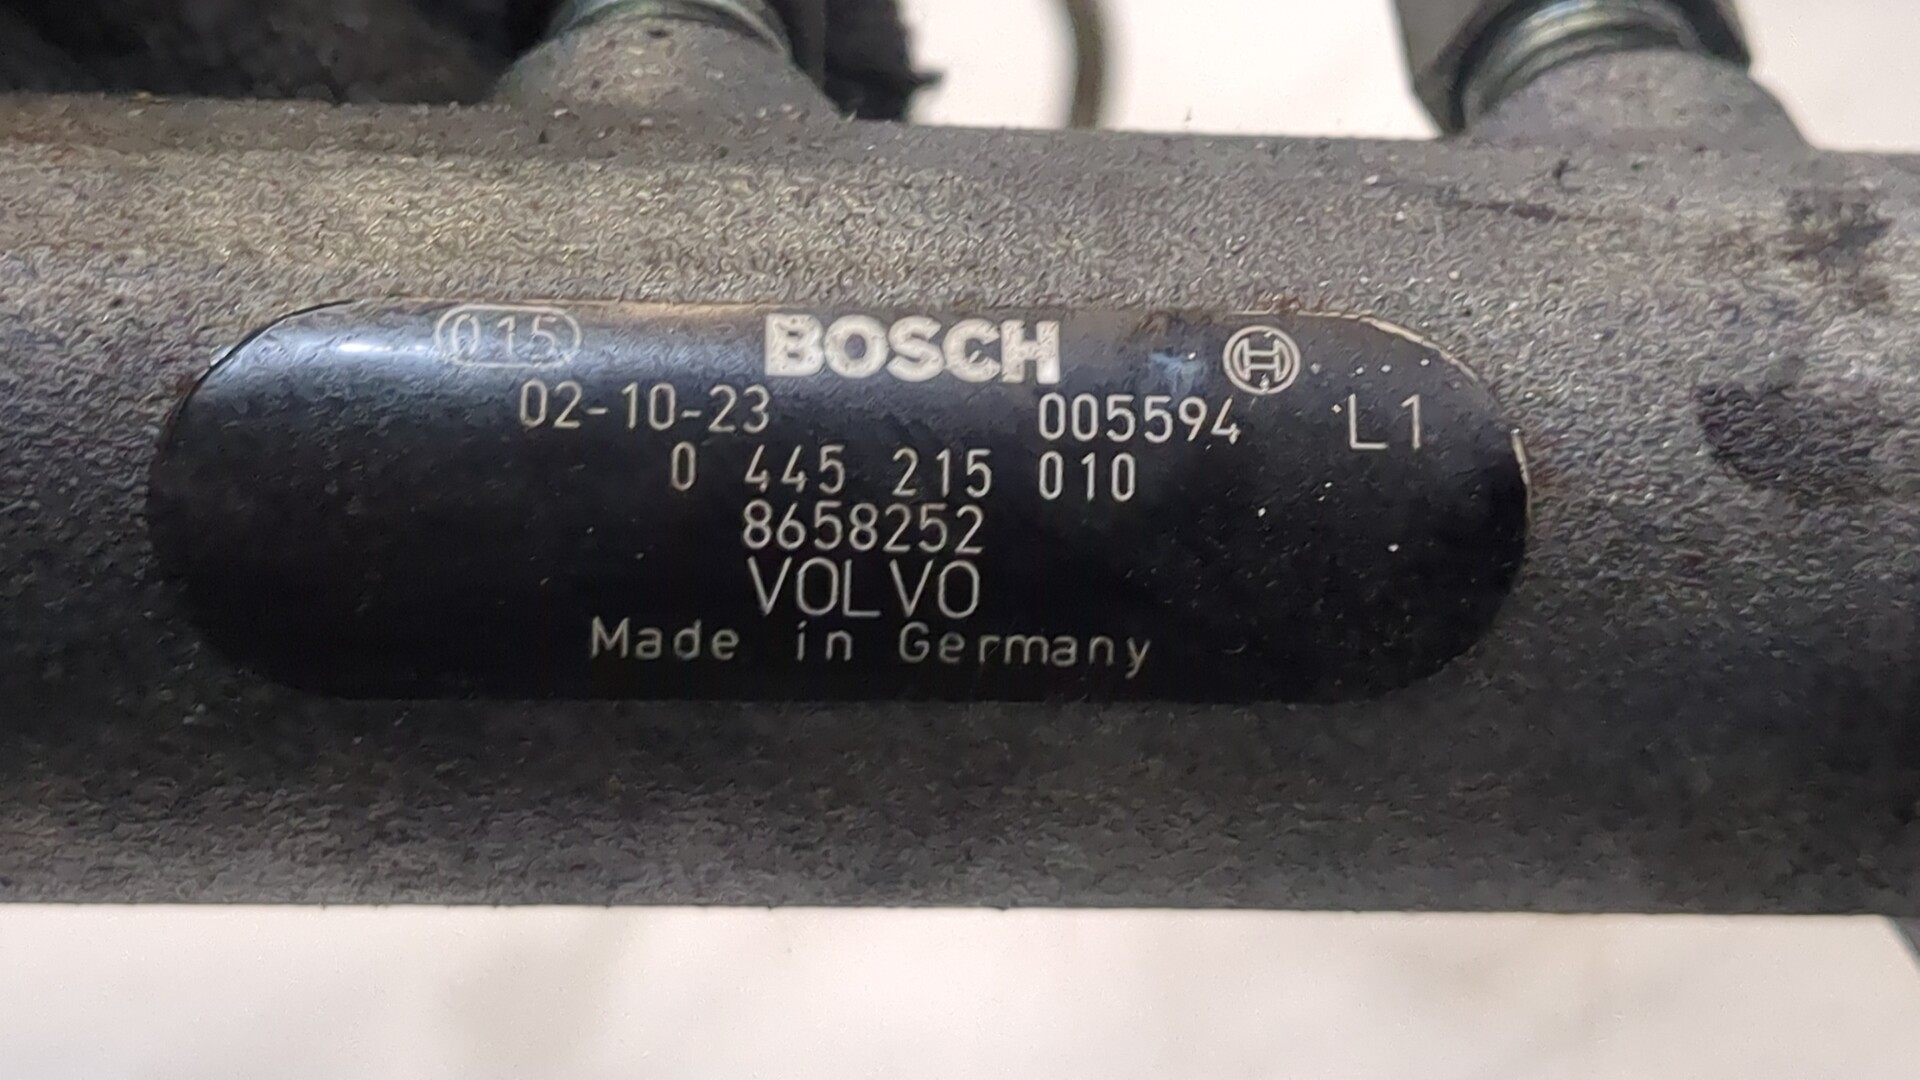 015 BOSCH
02-10-23 005594 L1
0 445 215 010
8658252
VOLVO
Made in Germany